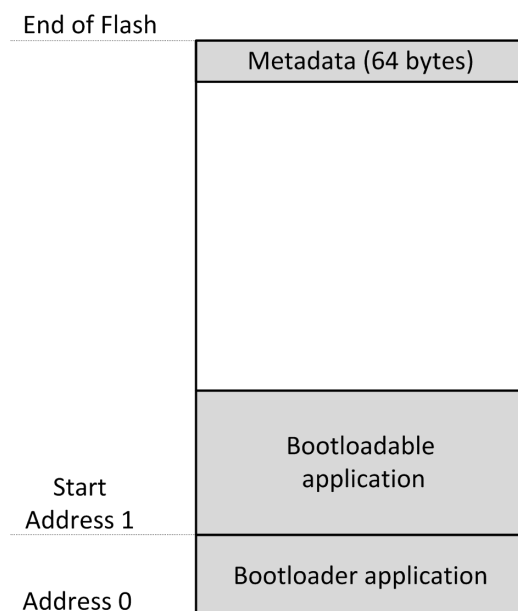 End of Flash
Metadata (64 bytes)
Bootloadable
application
Start
Address 1
Bootloader application
Address 0